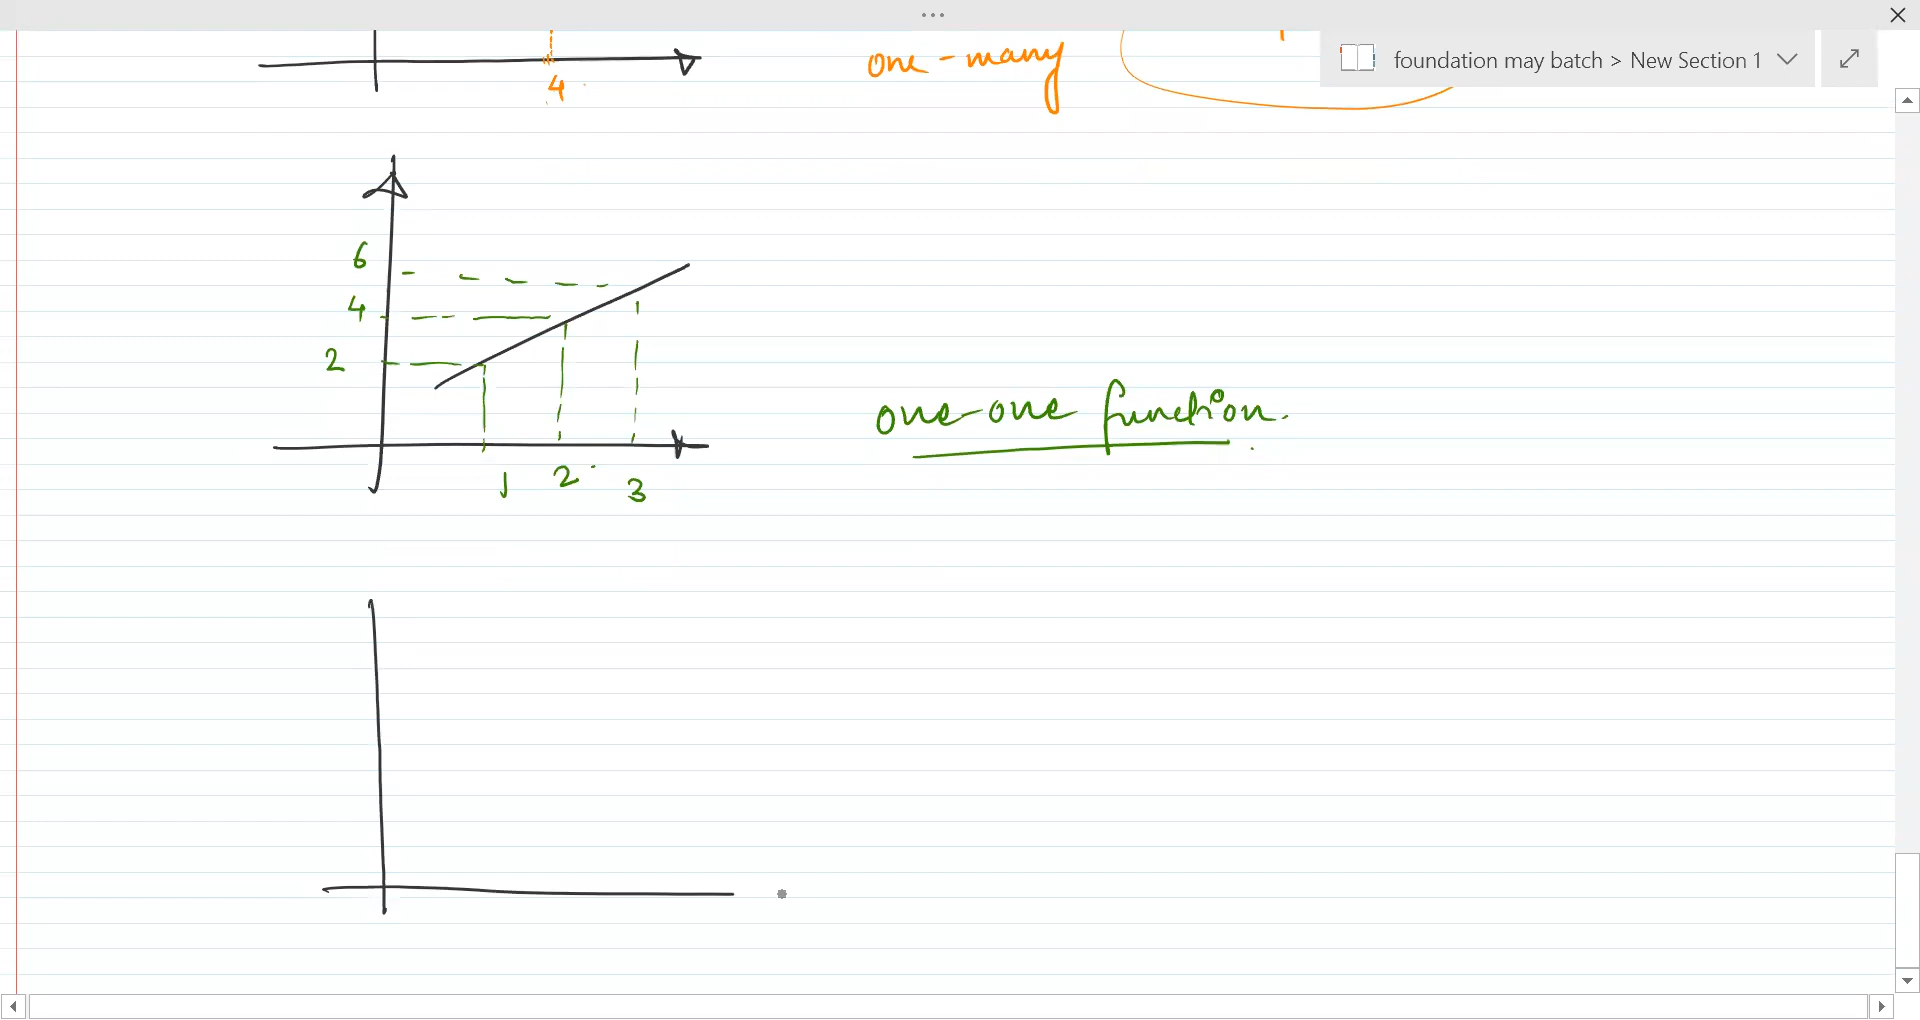 foundation may batch > New Section 1
one-many
4
6
4
2
1 2 3
one-one function.